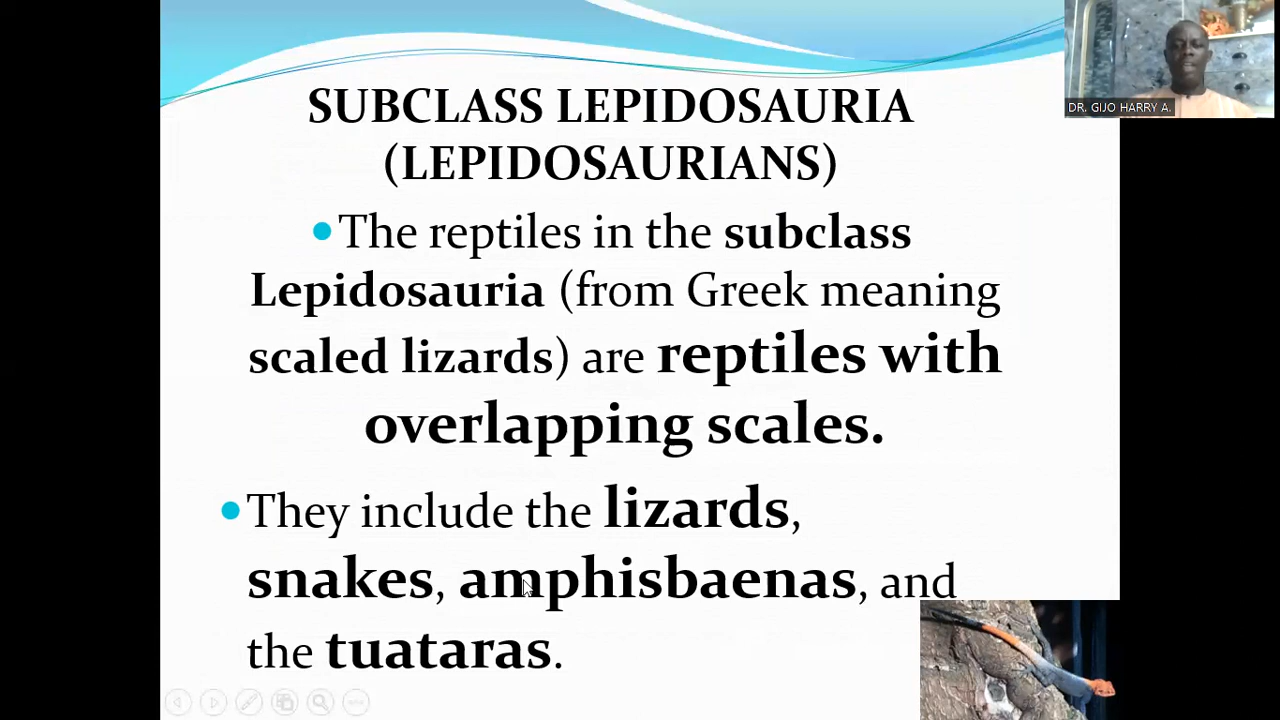 SUBCLASS LEPIDOSAURIA
(LEPIDOSAURIANS)
•The reptiles in the subclass
Lepidosauria (from Greek meaning
scaled lizards) are reptiles with
overlapping scales.
•They include the lizards,
snakes, amphisbaenas, and
the tuataras.
DR. GIJO HARRY A.